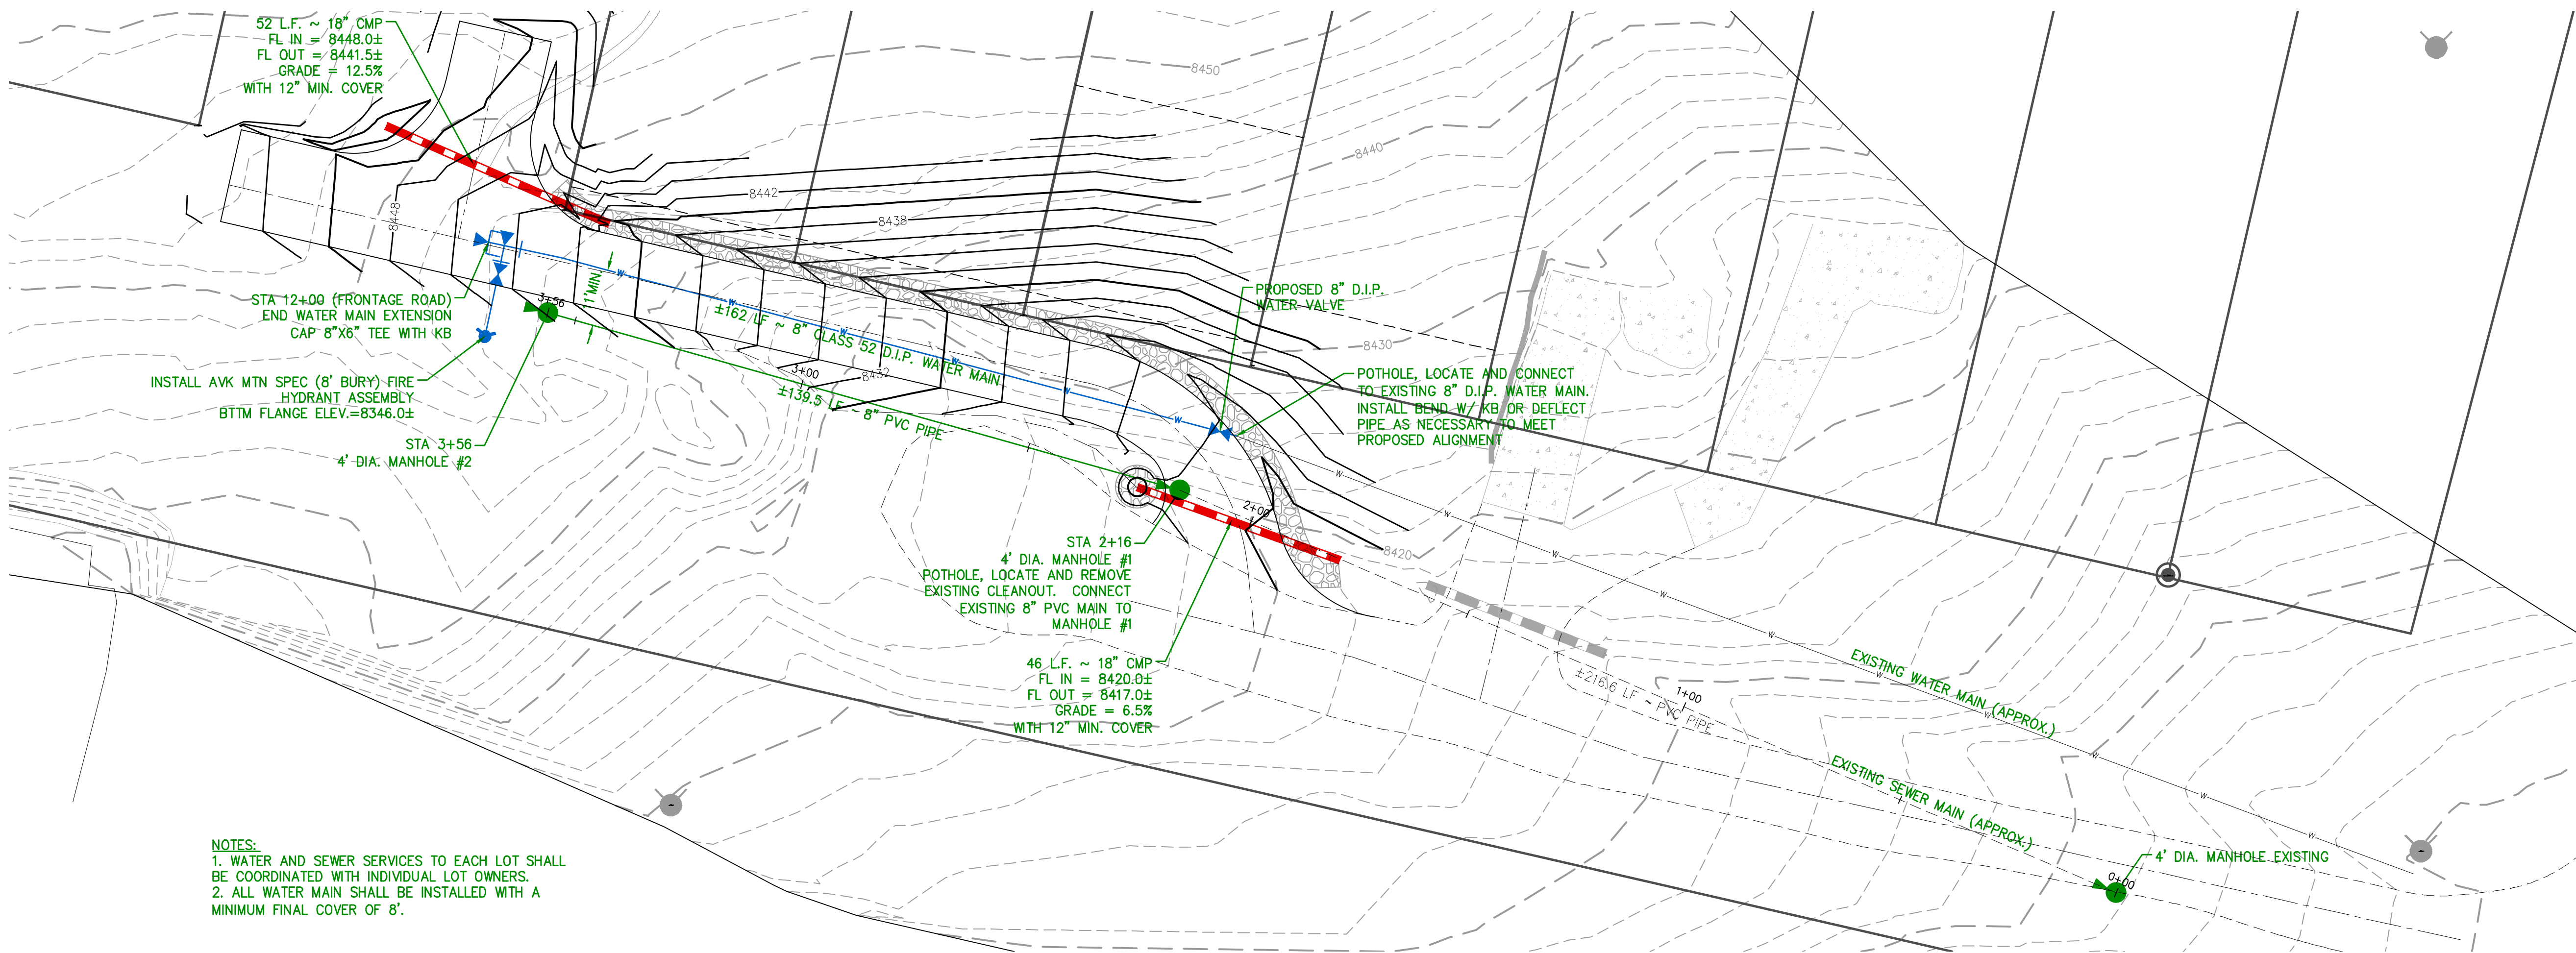 52 L.F. ~ 18" CMP
FL IN = 8448.0±
FL OUT = 8441.5±
GRADE = 12.5%
WITH 12" MIN. COVER
8450
8440
8442
8438
8448
STA 12+00 (FRONTAGE ROAD)
END WATER MAIN EXTENSION
CAP 8"X6" TEE WITH KB
3+56
1' MIN.
W
W
W
W
W
W
±162 LF ~ 8" CLASS 52 D.I.P. WATER MAIN
PROPOSED 8" D.I.P.
WATER VALVE
8430
INSTALL AVK MTN SPEC (8' BURY) FIRE
HYDRANT ASSEMBLY
BTTM FLANGE ELEV.=8346.0±
3+00
8432
±139.5 LF ~ 8" PVC PIPE
POTHOLE, LOCATE AND CONNECT
TO EXISTING 8" D.I.P. WATER MAIN.
INSTALL BEND W/ KB OR DEFLECT
PIPE AS NECESSARY TO MEET
PROPOSED ALIGNMENT
STA 3+56
4' DIA. MANHOLE #2
2+00
8420
STA 2+16
4' DIA. MANHOLE #1
POTHOLE, LOCATE AND REMOVE
EXISTING CLEANOUT. CONNECT
EXISTING 8" PVC MAIN TO
MANHOLE #1
46 L.F. ~ 18" CMP
FL IN = 8420.0±
FL OUT = 8417.0±
GRADE = 6.5%
WITH 12" MIN. COVER
W
W
W
W
W
W
W
W
W
W
±216.6 LF ~ PVC PIPE
1+00
EXISTING WATER MAIN (APPROX.)
EXISTING SEWER MAIN (APPROX.)
4' DIA. MANHOLE EXISTING
0+00
NOTES:
1. WATER AND SEWER SERVICES TO EACH LOT SHALL
BE COORDINATED WITH INDIVIDUAL LOT OWNERS.
2. ALL WATER MAIN SHALL BE INSTALLED WITH A
MINIMUM FINAL COVER OF 8'.